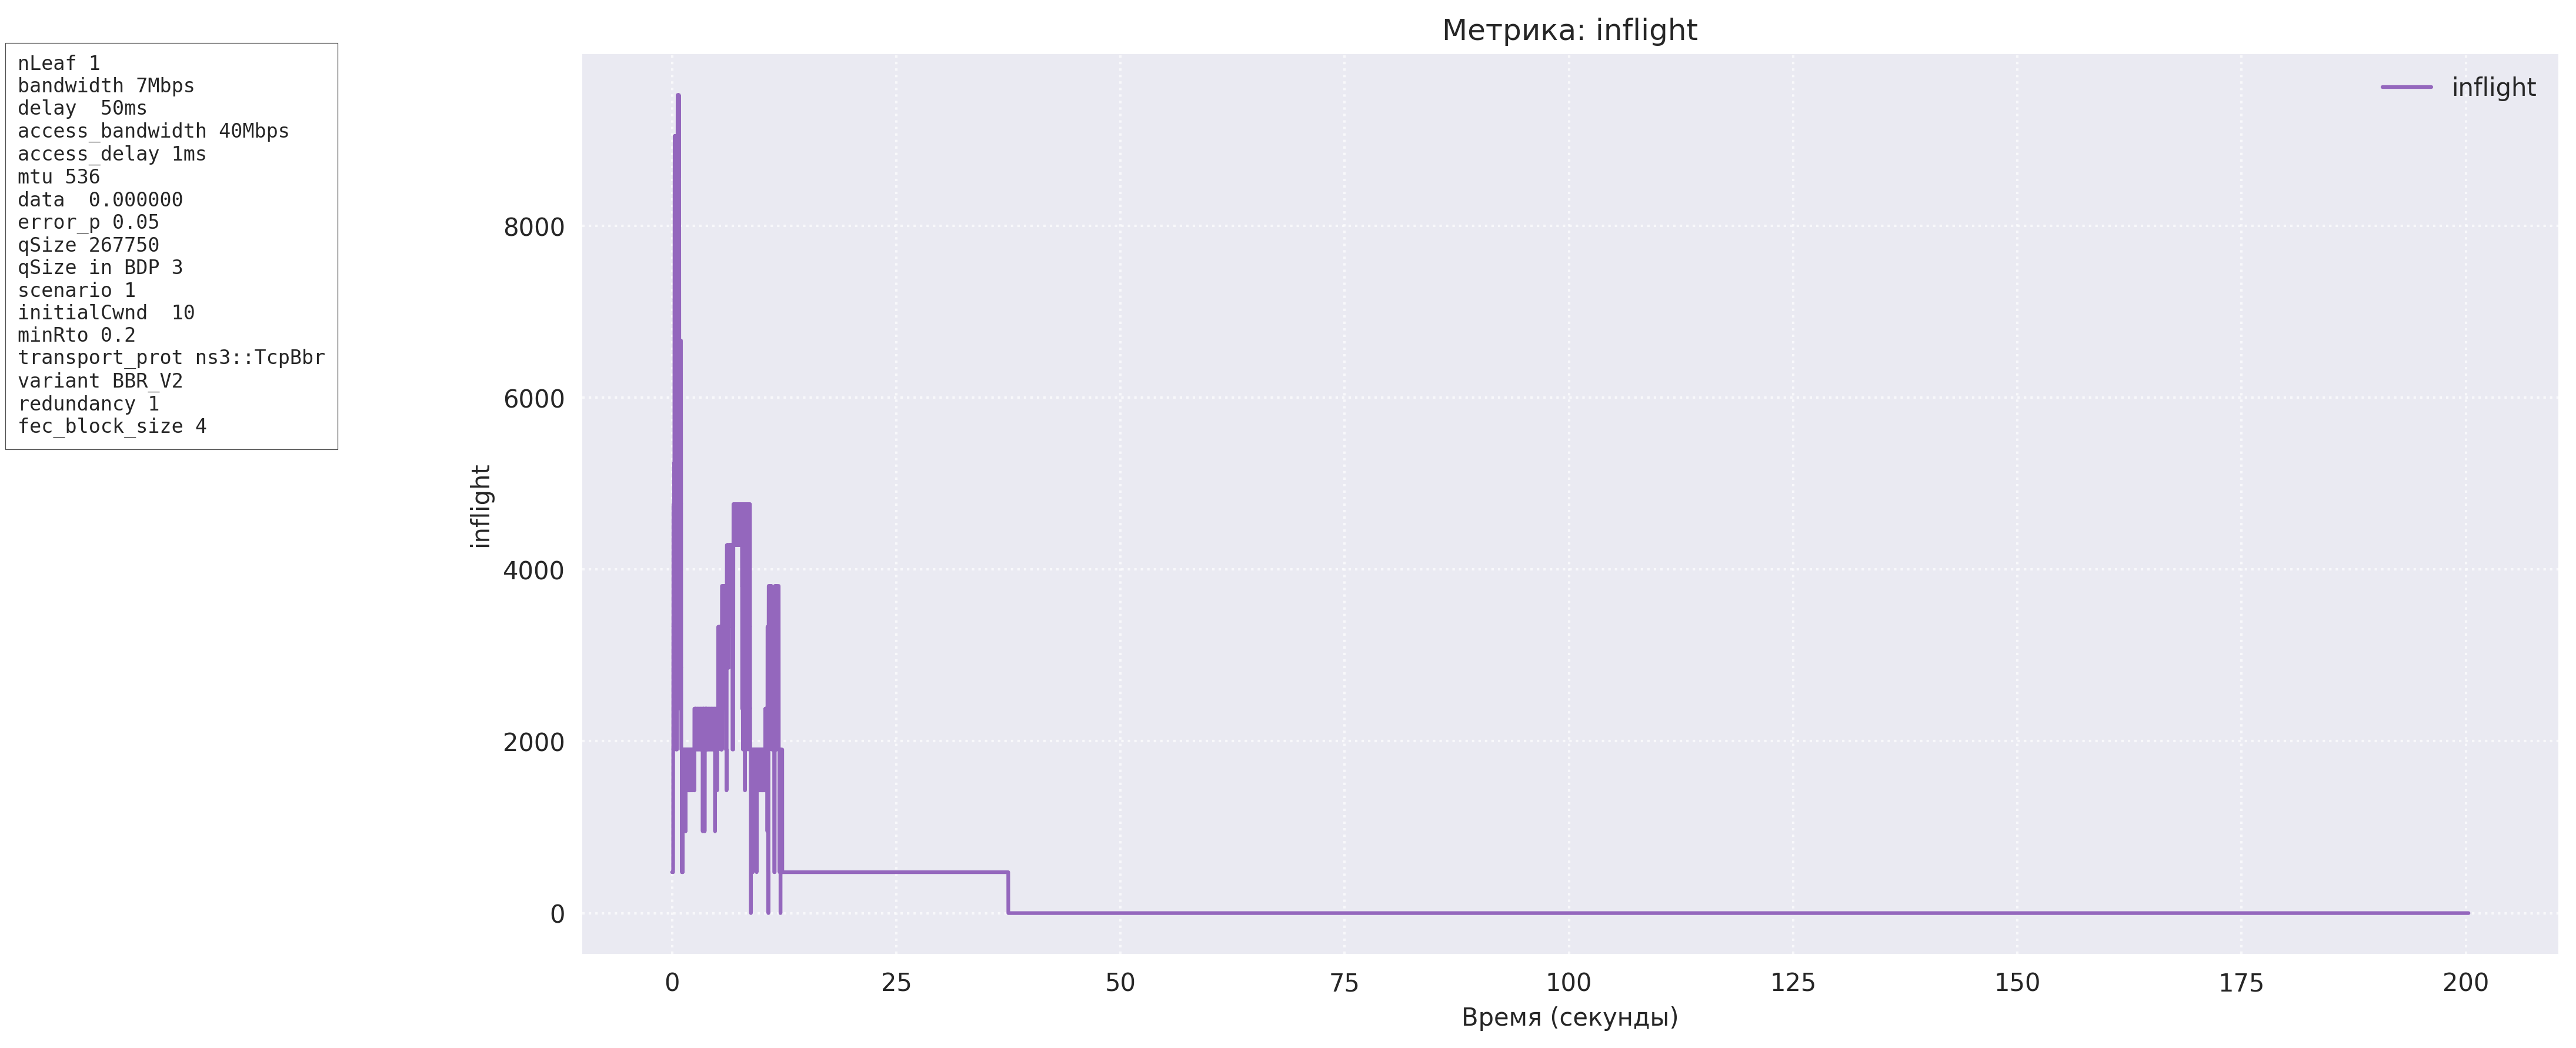 Метрика: inflight
nLeaf 1
bandwidth 7Mbps
delay  50ms
access_bandwidth 40Mbps
access_delay 1ms
mtu 536
data  0.000000
error_p 0.05
qSize 267750
qSize in BDP 3
scenario 1
initialCwnd  10
minRto 0.2
transport_prot ns3::TcpBbr
variant BBR_V2
redundancy 1
fec_block_size 4
inflight
inflight
8000
6000
4000
2000
0
0 25 50 75 100 125 150 175 200
Время (секунды)